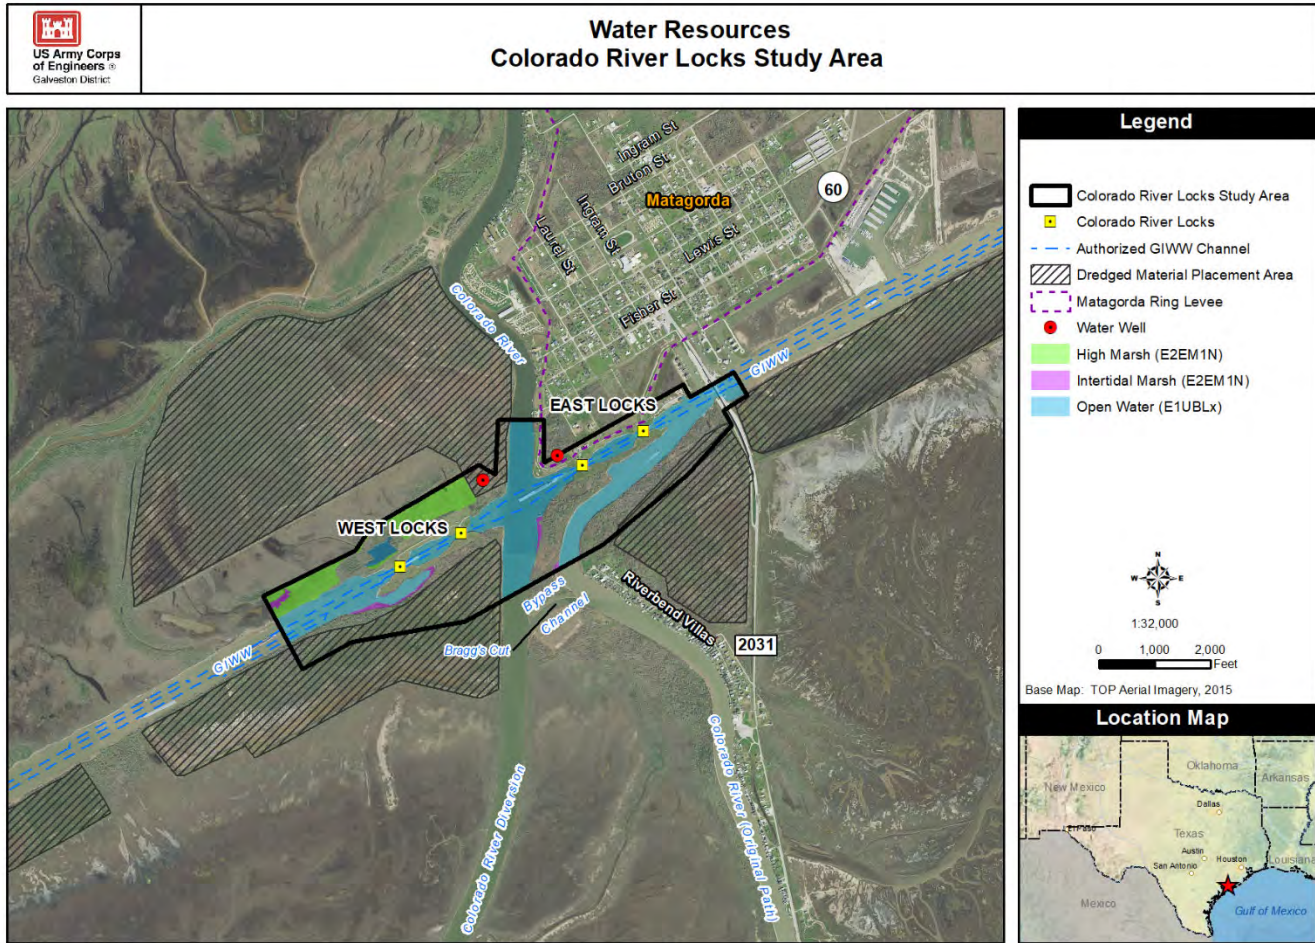 US Army Corps
of Engineers ®
Galveston District
Water Resources
Colorado River Locks Study Area
Ingram St
Bruton St
Matagorda
60
Ingram St
Laurel St
Lewis St
Fisher St
Colorado River
GIWW
EAST LOCKS
WEST LOCKS
Bypass
Channel
Riverbend Villas
Bragg's Cut
2031
GIWW
Colorado River Diversion
Colorado River (Original Path)
Legend
Colorado River Locks Study Area
Colorado River Locks
Authorized GIWW Channel
Dredged Material Placement Area
Matagorda Ring Levee
Water Well
High Marsh (E2EM1N)
Intertidal Marsh (E2EM1N)
Open Water (E1UBLx)
N
W E
S
1:32,000
0 1,000 2,000
Feet
Base Map: TOP Aerial Imagery, 2015
Location Map
Oklahoma
Arkansas
New Mexico
Dallas
El Paso
Texas
Austin
Houston
Louisiana
San Antonio
Mexico
Gulf of Mexico